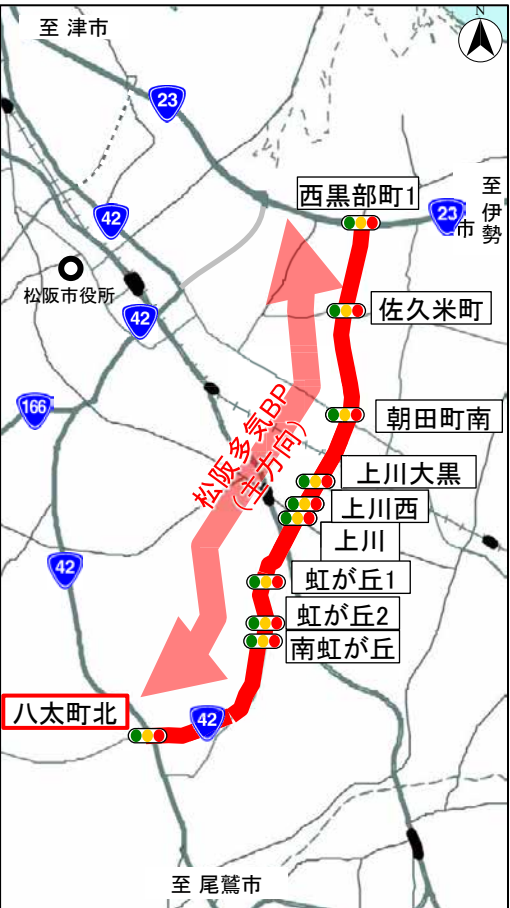 至 津市
N
23
西黒部町1
至伊勢市
23
42
松阪市役所
佐久米町
42
166
朝田町南
松阪多気BP
(主方向)
上川大黒
上川西
上川
42
虹が丘1
虹が丘2
南虹が丘
八太町北
42
至 尾鷲市